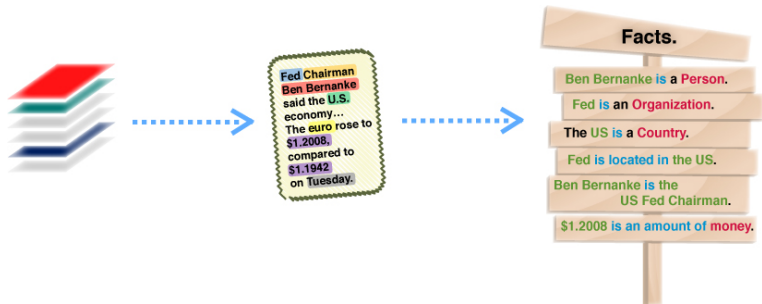 Fed Chairman
Ben Bernanke
said the U.S.
economy...
The euro rose to
$1.2008,
compared to
$1.1942
on Tuesday.
Facts.
Ben Bernanke is a Person.
Fed is an Organization.
The US is a Country.
Fed is located in the US.
Ben Bernanke is the
US Fed Chairman.
$1.2008 is an amount of money.